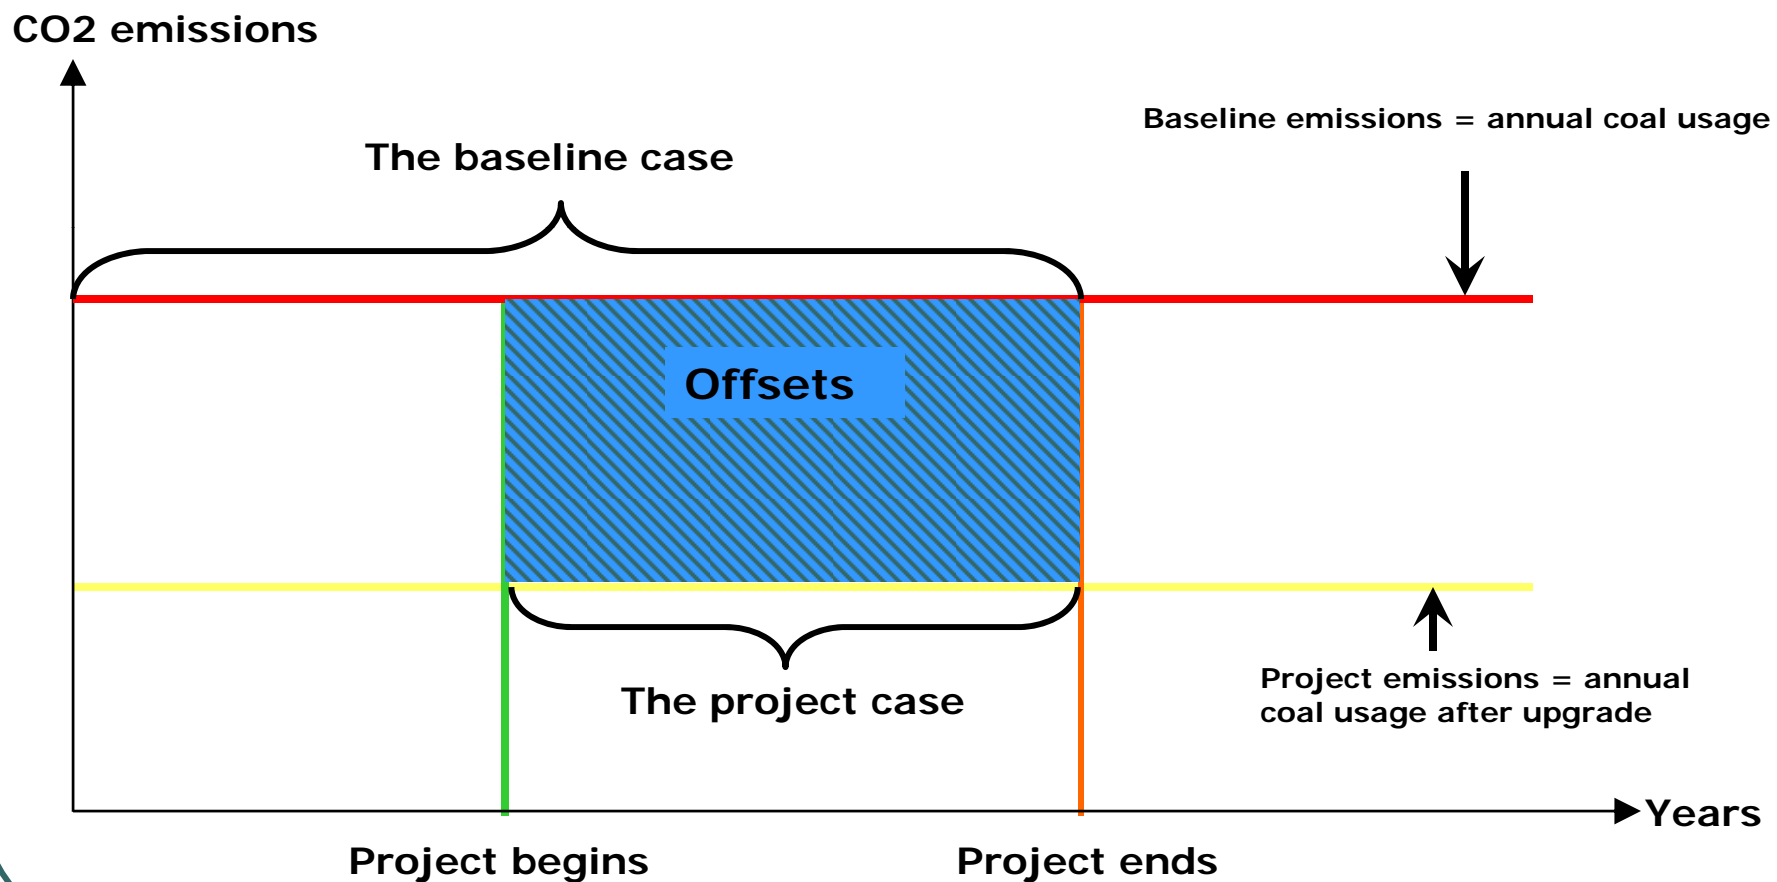 CO2 emissions
Baseline emissions = annual coal usage
The baseline case
Offsets
The project case
Project emissions = annual
coal usage after upgrade
Years
Project begins
Project ends